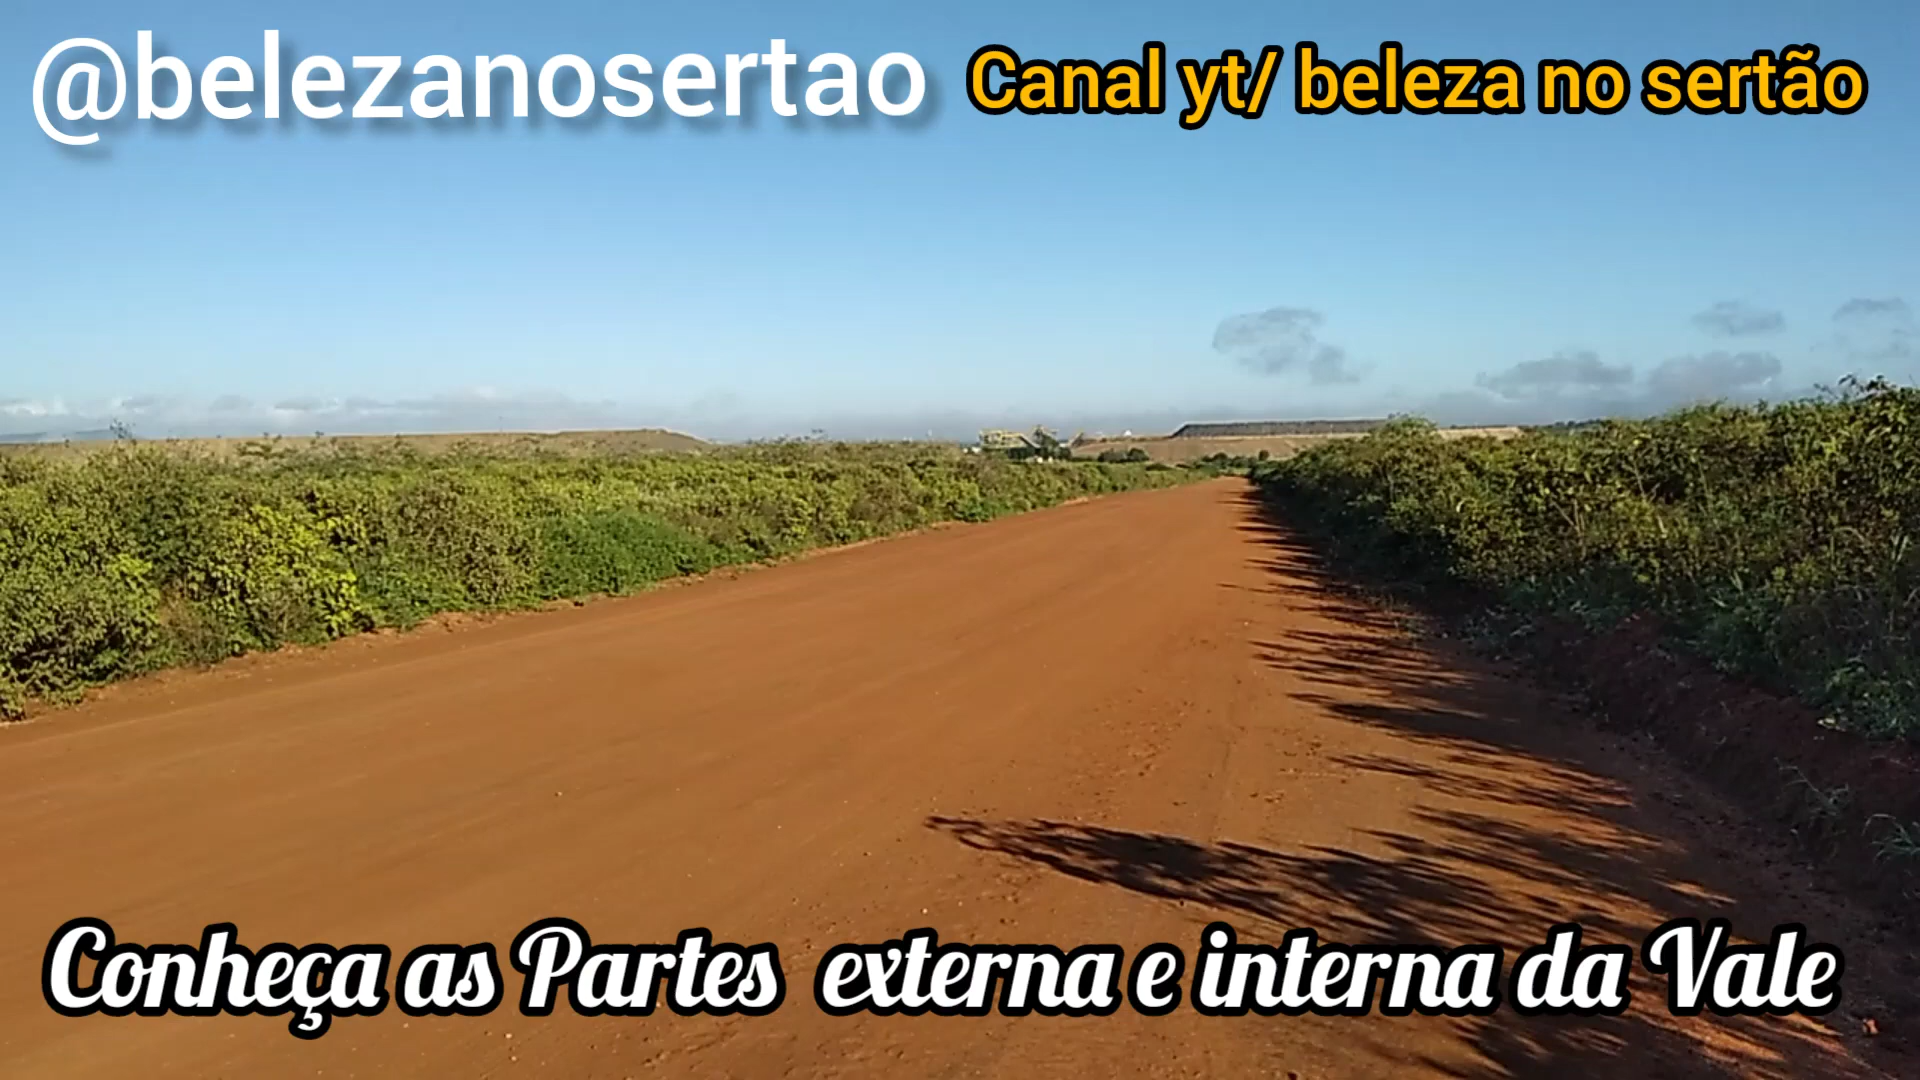 @belezanosertao
Canal yt/ beleza no sertão
Conheça as Partes externa e interna da Vale